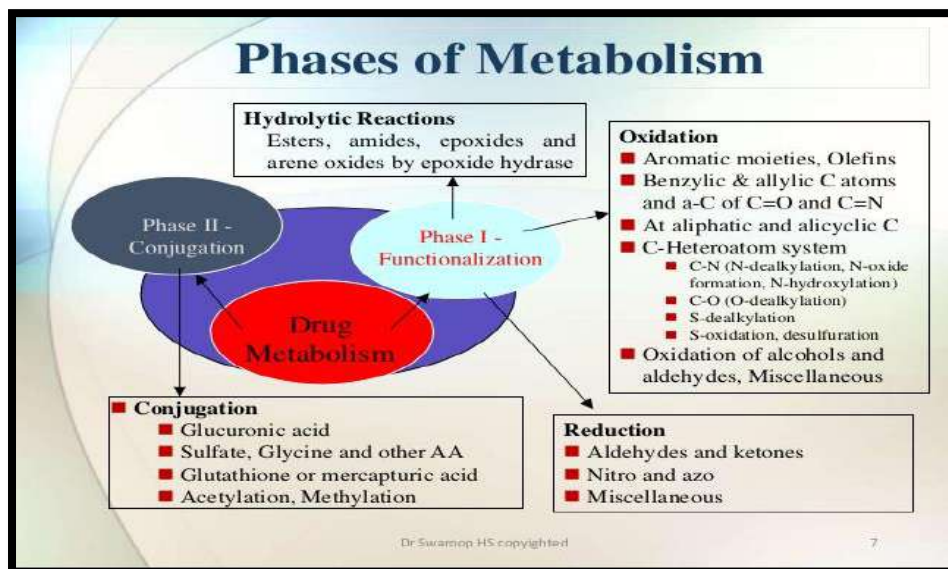 Phases of Metabolism
Hydrolytic Reactions
Esters, amides, epoxides and
arene oxides by epoxide hydrase
Oxidation
Aromatic moieties, Olefins
Benzylic & allylic C atoms
and a-C of C=O and C=N
At aliphatic and alicyclic C
C-Heteroatom system
C-N (N-dealkylation, N-oxide
formation, N-hydroxylation)
C-O (O-dealkylation)
S-dealkylation
S-oxidation, desulfuration
Oxidation of alcohols and
aldehydes, Miscellaneous
Phase II -
Conjugation
Phase I -
Functionalization
Drug
Metabolism
Conjugation
Glucuronic acid
Sulfate, Glycine and other AA
Glutathione or mercapturic acid
Acetylation, Methylation
Reduction
Aldehydes and ketones
Nitro and azo
Miscellaneous
Dr Swaroop HS copyighted
7